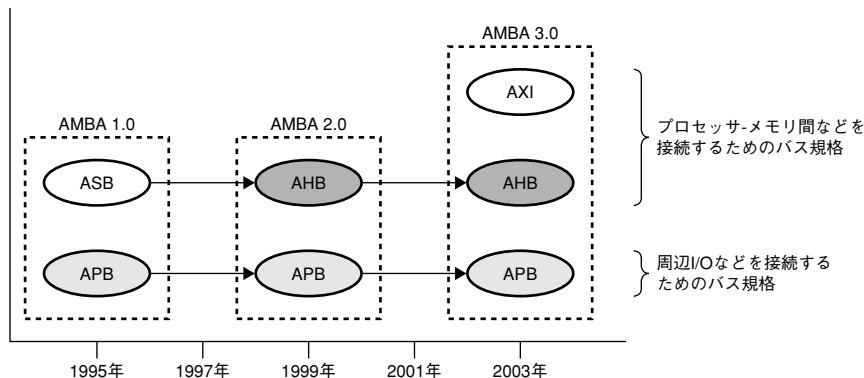 AMBA 3.0
AXI
プロセッサ-メモリ間などを
接続するためのバス規格
AMBA 1.0
AMBA 2.0
ASB
AHB
AHB
APB
APB
APB
周辺I/Oなどを接続する
ためのバス規格
1995年
1997年
1999年
2001年
2003年